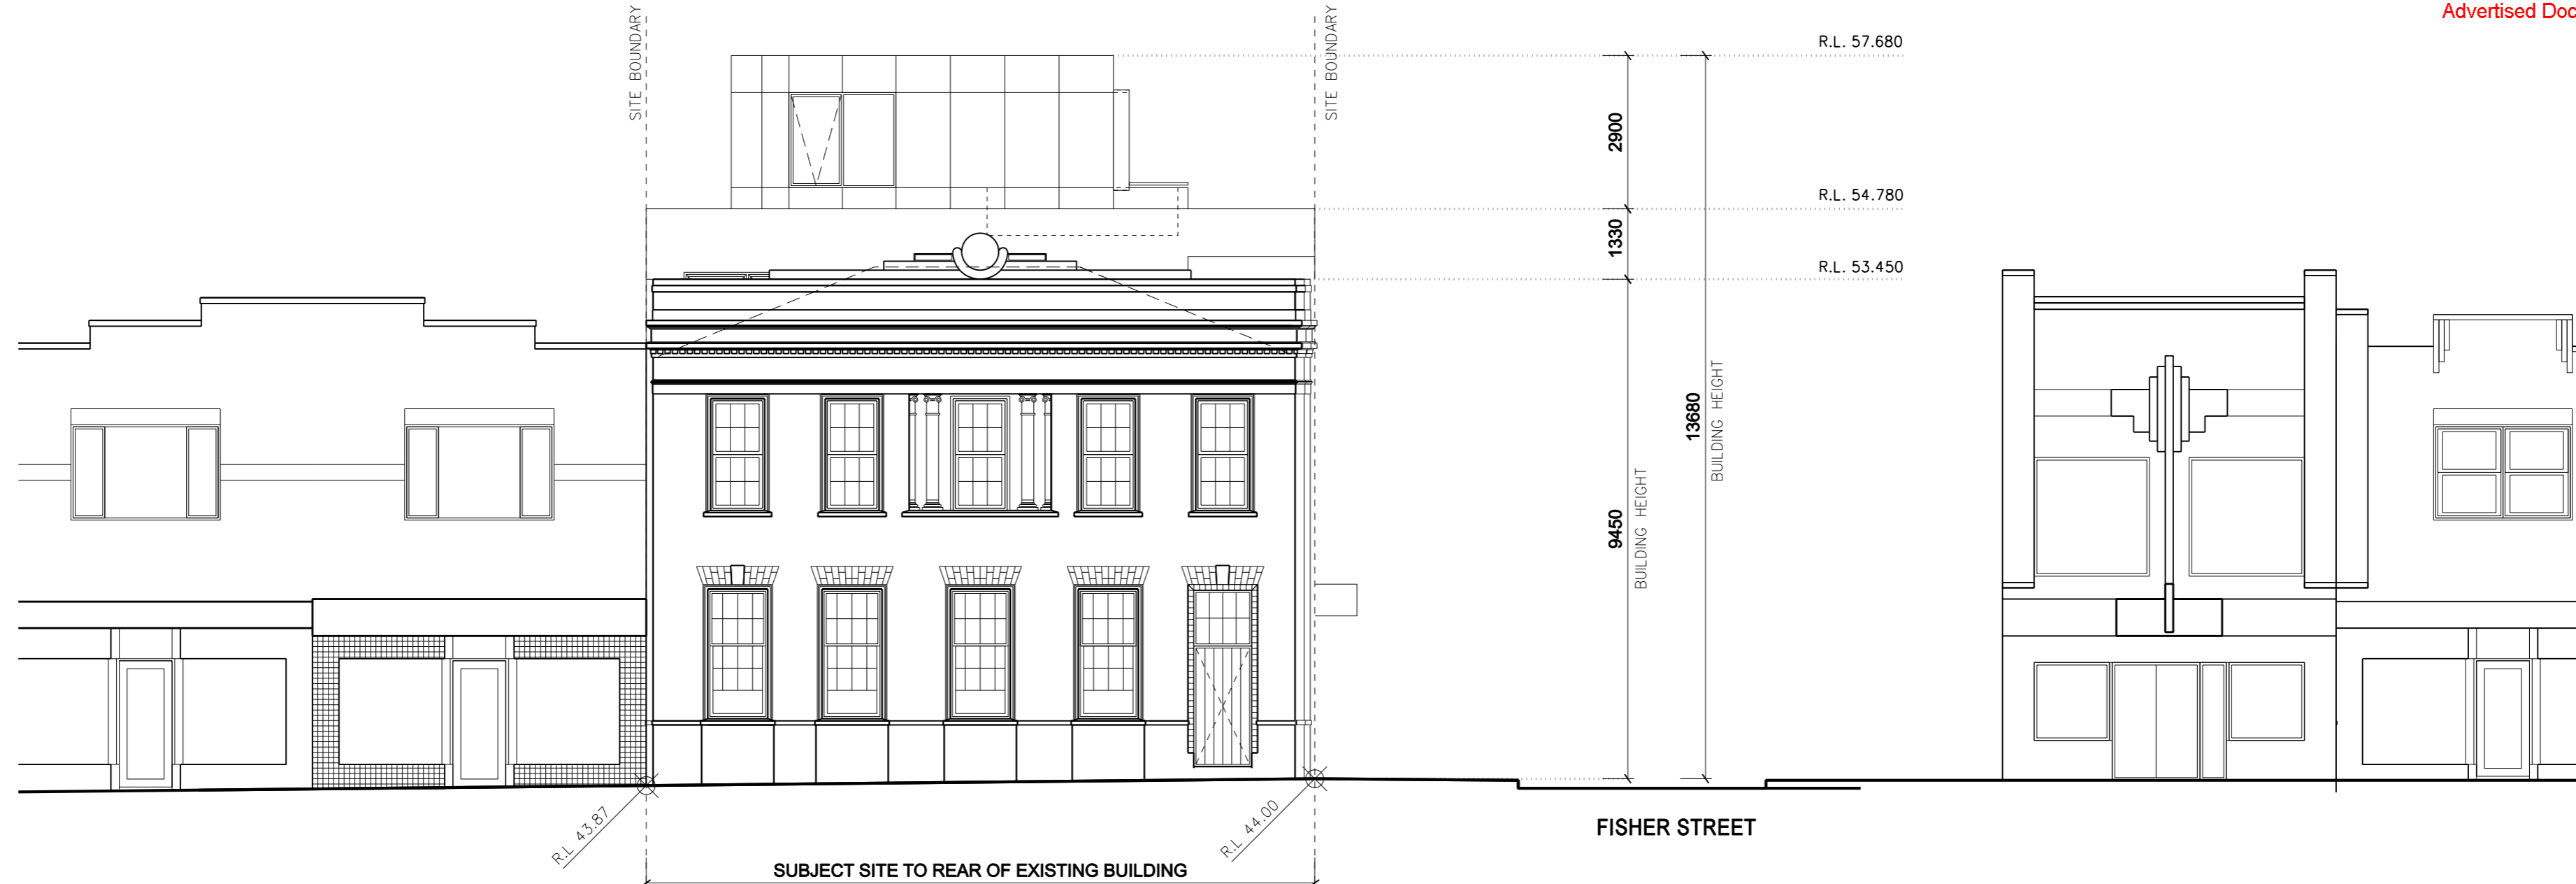 Advertised Doc
SITE BOUNDARY
SITE BOUNDARY
R.L. 57.680
2900
R.L. 54.780
1330
R.L. 53.450
13680
BUILDING HEIGHT
9450
BUILDING HEIGHT
R.L 43.87
R.L 44.00
FISHER STREET
SUBJECT SITE TO REAR OF EXISTING BUILDING